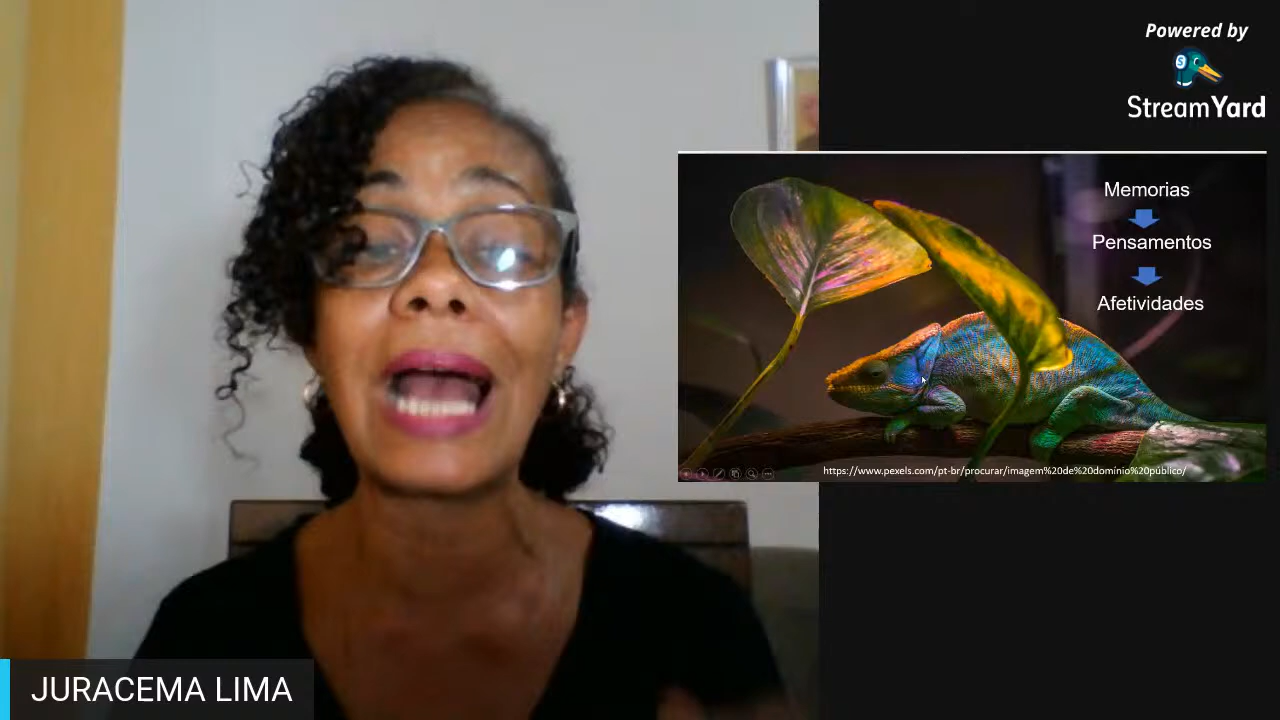 Powered by
StreamYard
Memorias
Pensamentos
Afetividades
https://www.pexels.com/pt-br/procurar/imagem%20de%20domínio%20público/
JURACEMA LIMA